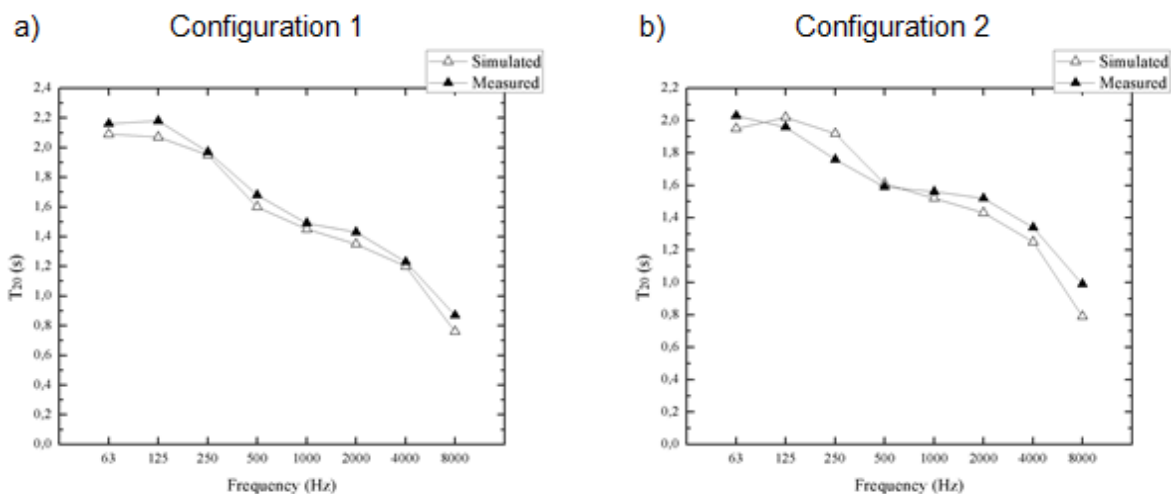 a) Configuration 1
Simulated
Measured
2,4
2,2
2,0
1,8
1,6
1,4
1,2
1,0
0,8
0,6
0,4
0,2
0,0
T20 (s)
63 125 250 500 1000 2000 4000 8000
Frequency (Hz)
b) Configuration 2
Simulated
Measured
2,2
2,0
1,8
1,6
1,4
1,2
1,0
0,8
0,6
0,4
0,2
0,0
T20 (s)
63 125 250 500 1000 2000 4000 8000
Frequency (Hz)